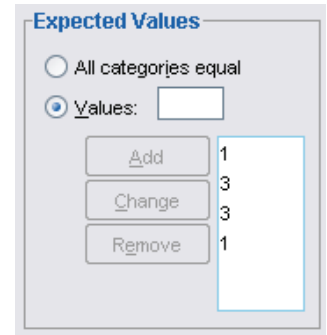 Expected Values
All categories equal
Values:
Add
1
Change
3
3
Remove
1